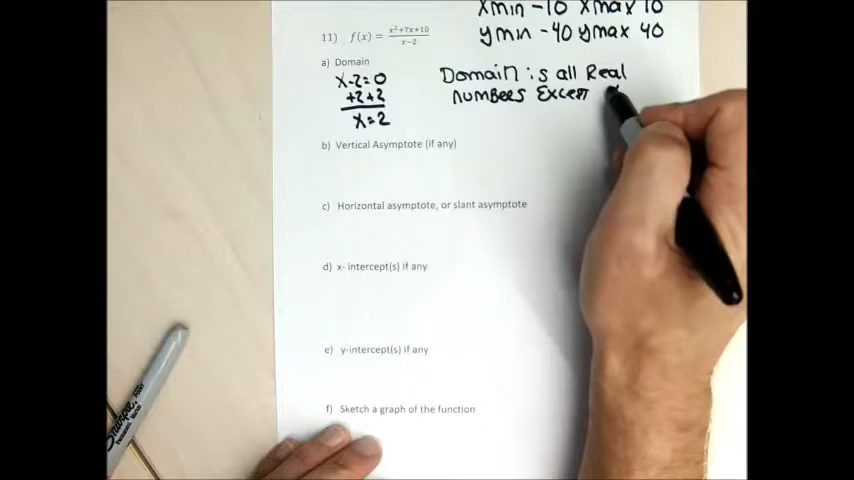 xmin -10 xmax 10
ymin -40 ymax 40
11) f(x) = \frac{x^2+7x+10}{x-2}
a) Domain
x-2=0
+2 +2
x=2
Domain is all Real
numbers Except
b) Vertical Asymptote (if any)
c) Horizontal asymptote, or slant asymptote
d) x- intercept(s) if any
e) y-intercept(s) if any
f) Sketch a graph of the function
Sharpie